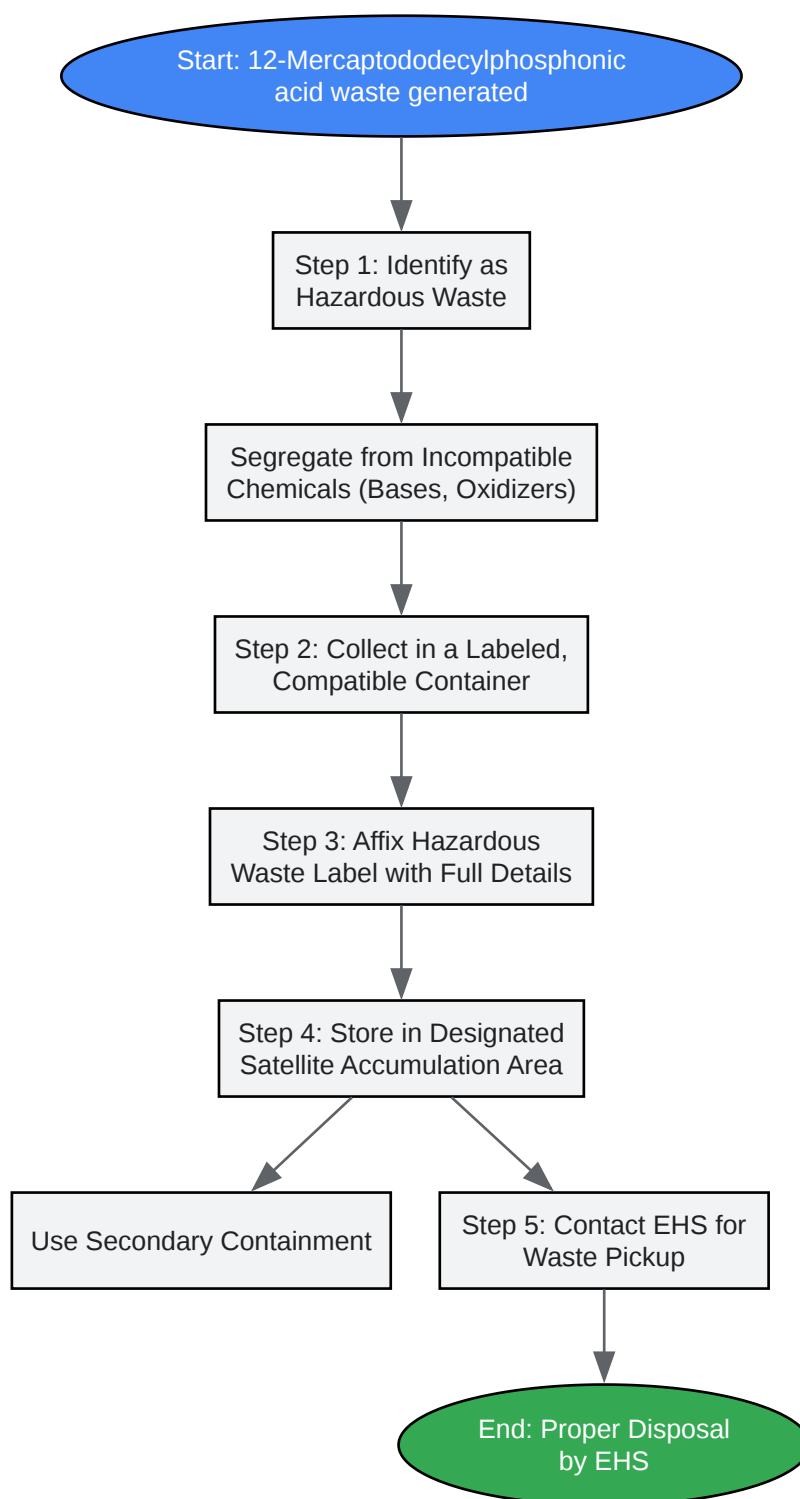 Start: 12-Mercaptododecylphosphonic
acid waste generated
Step 1: Identify as
Hazardous Waste
Segregate from Incompatible
Chemicals (Bases, Oxidizers)
Step 2: Collect in a Labeled,
Compatible Container
Step 3: Affix Hazardous
Waste Label with Full Details
Step 4: Store in Designated
Satellite Accumulation Area
Use Secondary Containment
Step 5: Contact EHS for
Waste Pickup
End: Proper Disposal
by EHS